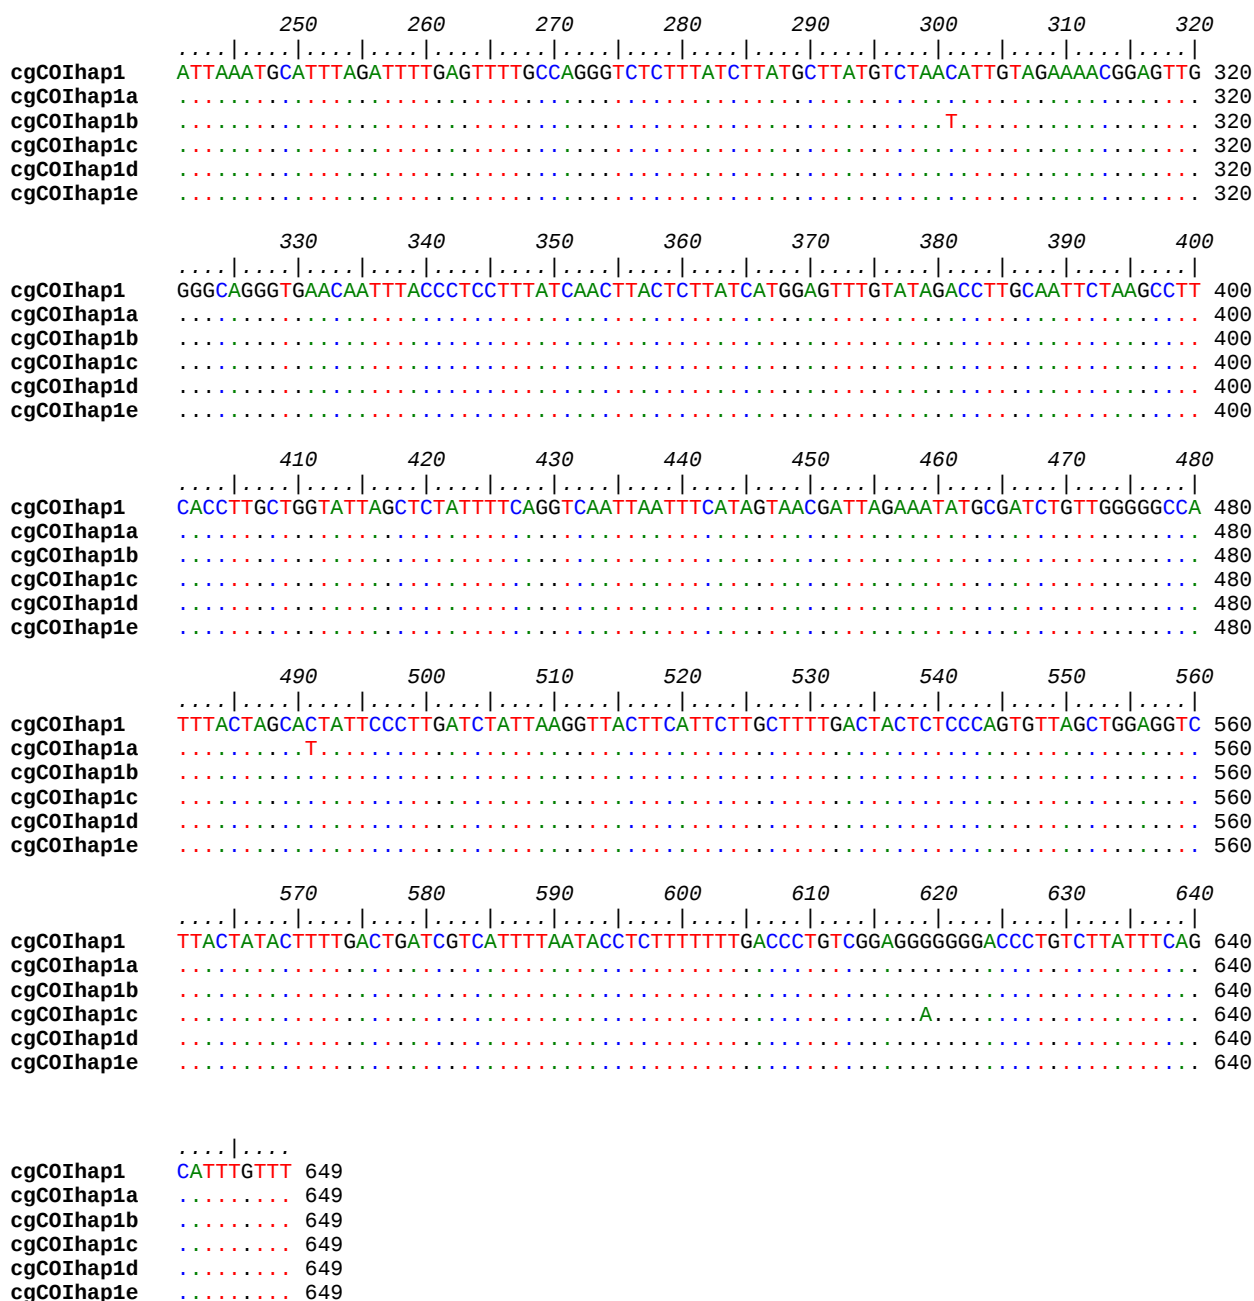 250 260 270 280 290 300 310 320
....|....|....|....|....|....|....|....|....|....|....|....|....|....|....|....|
cgCOIhap1 ATTAAATGCATTTAGATTTTGAGTTTTGCCAGGGTCTCTTTATCTTATGCTTATGTCTAACATTGTAGAAAACGGAGTTG 320
cgCOIhap1a ................................................................................ 320
cgCOIhap1b ............................................................T................... 320
cgCOIhap1c ................................................................................ 320
cgCOIhap1d ................................................................................ 320
cgCOIhap1e ................................................................................ 320
330 340 350 360 370 380 390 400
....|....|....|....|....|....|....|....|....|....|....|....|....|....|....|....|
cgCOIhap1 GGGCAGGGTGAACAATTTACCCTCCTTTATCAACTTACTCTTATCATGGAGTTTGTATAGACCTTGCAATTCTAAGCCTT 400
cgCOIhap1a ................................................................................ 400
cgCOIhap1b ................................................................................ 400
cgCOIhap1c ................................................................................ 400
cgCOIhap1d ................................................................................ 400
cgCOIhap1e ................................................................................ 400
410 420 430 440 450 460 470 480
....|....|....|....|....|....|....|....|....|....|....|....|....|....|....|....|
cgCOIhap1 CACCTTGCTGGTATTAGCTCTATTTTCAGGTCAATTAATTTCATAGTAACGATTAGAAATATGCGATCTGTTGGGGGCCA 480
cgCOIhap1a ................................................................................ 480
cgCOIhap1b ................................................................................ 480
cgCOIhap1c ................................................................................ 480
cgCOIhap1d ................................................................................ 480
cgCOIhap1e ................................................................................ 480
490 500 510 520 530 540 550 560
....|....|....|....|....|....|....|....|....|....|....|....|....|....|....|....|
cgCOIhap1 TTTACTAGCACTATTCCCTTGATCTATTAAGGTTACTTCATTCTTGCTTTTGACTACTCTCCCAGTGTTAGCTGGAGGTC 560
cgCOIhap1a ..........T..................................................................... 560
cgCOIhap1b ................................................................................ 560
cgCOIhap1c ................................................................................ 560
cgCOIhap1d ................................................................................ 560
cgCOIhap1e ................................................................................ 560
570 580 590 600 610 620 630 640
....|....|....|....|....|....|....|....|....|....|....|....|....|....|....|....|
cgCOIhap1 TTACTATACTTTTGACTGATCGTCATTTTAATACCTCTTTTTTTGACCCTGTCGGAGGGGGGGACCCTGTCTTATTTCAG 640
cgCOIhap1a ................................................................................ 640
cgCOIhap1b ................................................................................ 640
cgCOIhap1c ..........................................................A..................... 640
cgCOIhap1d ................................................................................ 640
cgCOIhap1e ................................................................................ 640
....|....
cgCOIhap1 CATTTGTTT 649
cgCOIhap1a ......... 649
cgCOIhap1b ......... 649
cgCOIhap1c ......... 649
cgCOIhap1d ......... 649
cgCOIhap1e ......... 649